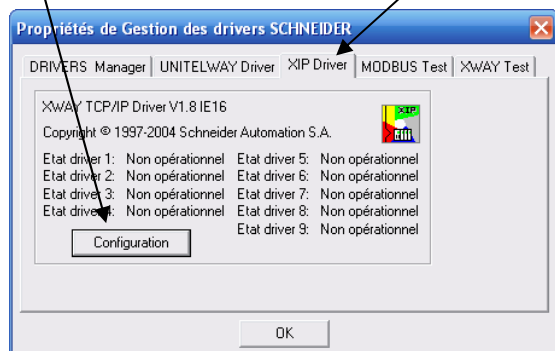 Propriétés de Gestion des drivers SCHNEIDER
DRIVERS Manager UNITELWAY Driver XIP Driver MODBUS Test XWAY Test
XWAY TCP/IP Driver V1.8 IE16
XIP
Copyright © 1997-2004 Schneider Automation S.A.
Etat driver 1: Non opérationnel Etat driver 5: Non opérationnel
Etat driver 2: Non opérationnel Etat driver 6: Non opérationnel
Etat driver 3: Non opérationnel Etat driver 7: Non opérationnel
Etat driver 4: Non opérationnel Etat driver 8: Non opérationnel
Etat driver 9: Non opérationnel
Configuration
OK